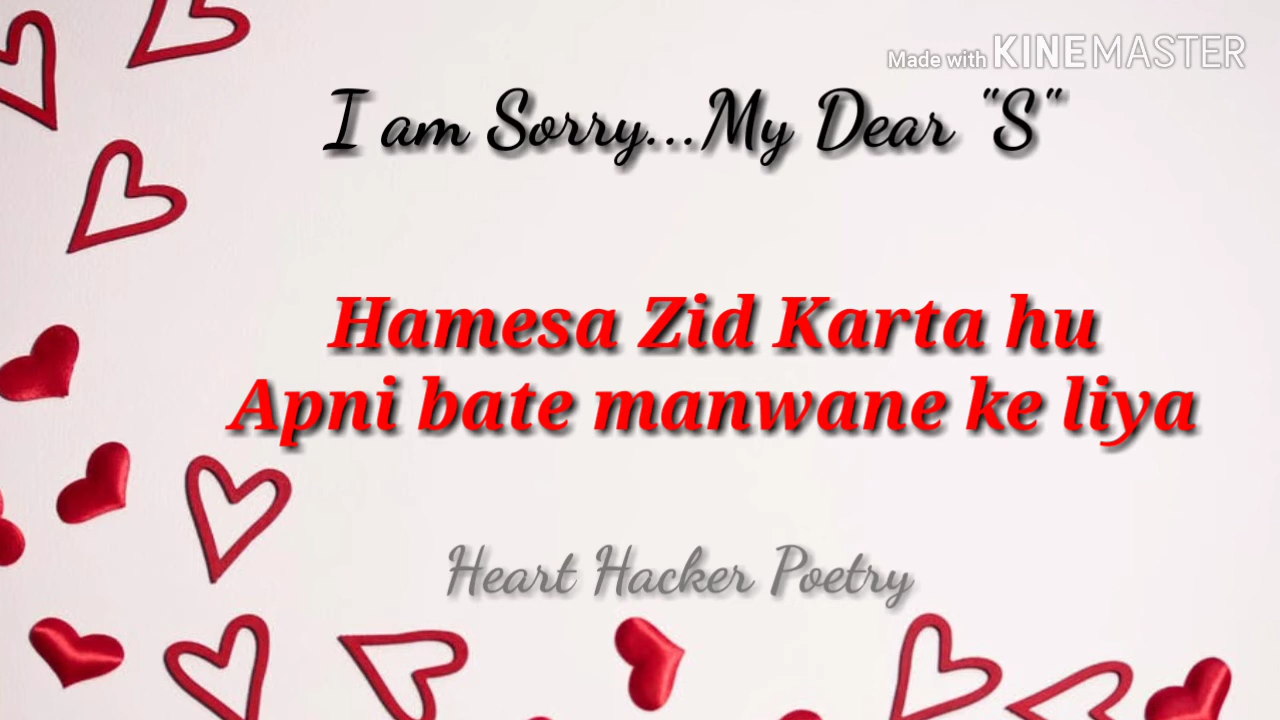 Made with KINEMASTER
I am Sorry...My Dear "S"
Hamesa Zid Karta hu
Apni bate manwane ke liya
Heart Hacker Poetry